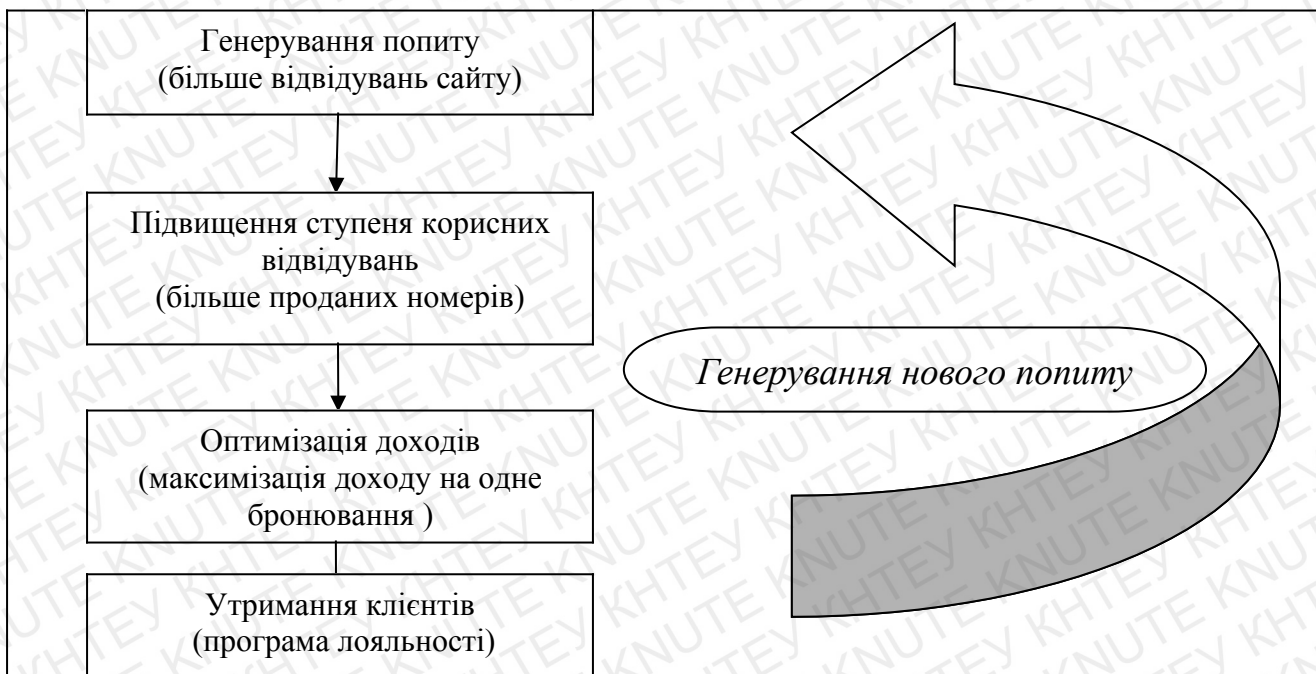 Генерування попиту
(більше відвідувань сайту)
Підвищення ступеня корисних
відвідувань
(більше проданих номерів)
Генерування нового попиту
Оптимізація доходів
(максимізація доходу на одне
бронювання )
Утримання клієнтів
(програма лояльності)